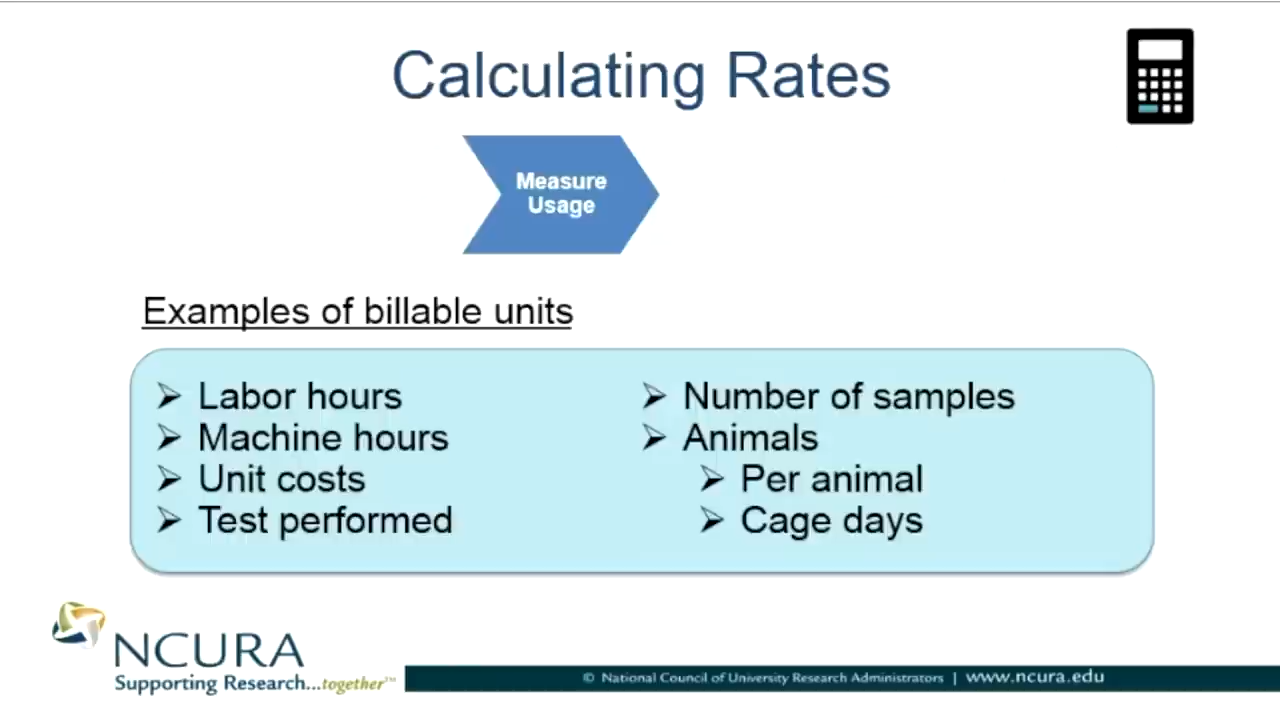 Calculating Rates
Measure
Usage
Examples of billable units
Labor hours
Machine hours
Unit costs
Test performed
Number of samples
Animals
Per animal
Cage days
NCURA
Supporting Research...together™
© National Council of University Research Administrators | www.ncura.edu